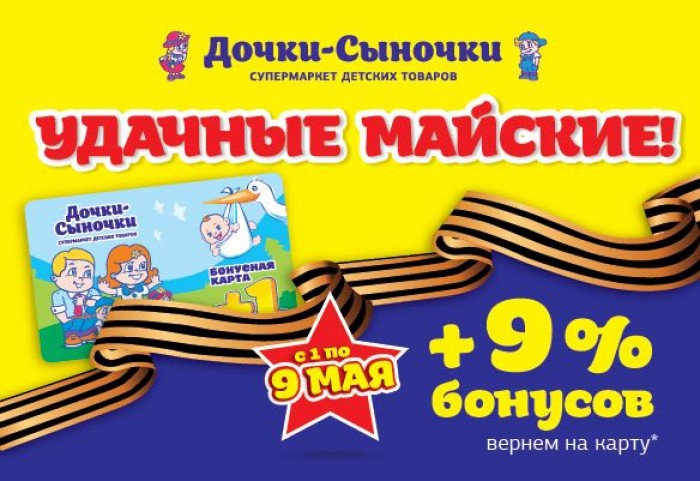 Дочки-Сыночки
СУПЕРМАРКЕТ ДЕТСКИХ ТОВАРОВ
УДАЧНЫЕ МАЙСКИЕ!
Дочки-
Сыночки
СУПЕРМАРКЕТ ДЕТСКИХ ТОВАРОВ
БОНУСНАЯ
КАРТА
+1
с 1 по
9 МАЯ
+9%
бонусов
вернем на карту*